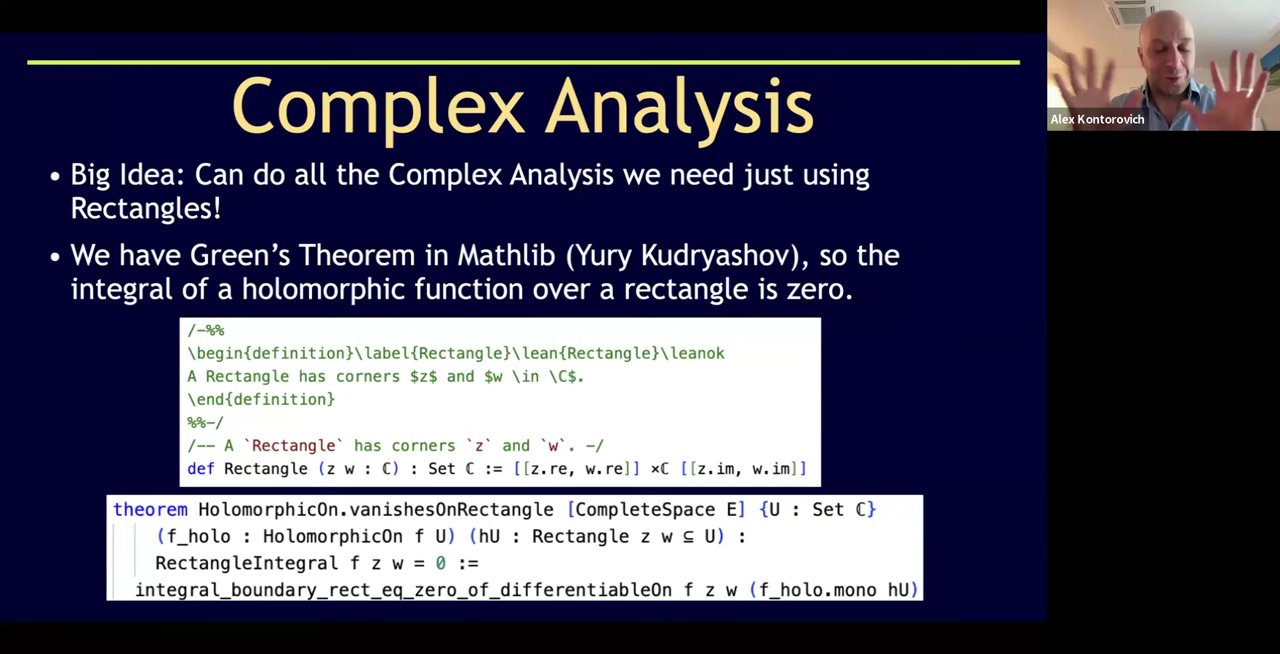 Complex Analysis
• Big Idea: Can do all the Complex Analysis we need just using
Rectangles!
• We have Green's Theorem in Mathlib (Yury Kudryashov), so the
integral of a holomorphic function over a rectangle is zero.
/-%%
\begin{definition}\label{Rectangle}\lean{Rectangle}\leanok
A Rectangle has corners $z$ and $w \in \C$.
\end{definition}
%%-/
/-- A `Rectangle` has corners `z` and `w`. -/
def Rectangle (z w : ℂ) : Set ℂ := [[z.re, w.re]] ×ℂ [[z.im, w.im]]
theorem HolomorphicOn.vanishesOnRectangle [CompleteSpace E] {U : Set ℂ}
(f_holo : HolomorphicOn f U) (hU : Rectangle z w ⊆ U) :
RectangleIntegral f z w = 0 :=
integral_boundary_rect_eq_zero_of_differentiableOn f z w (f_holo.mono hU)
Alex Kontorovich